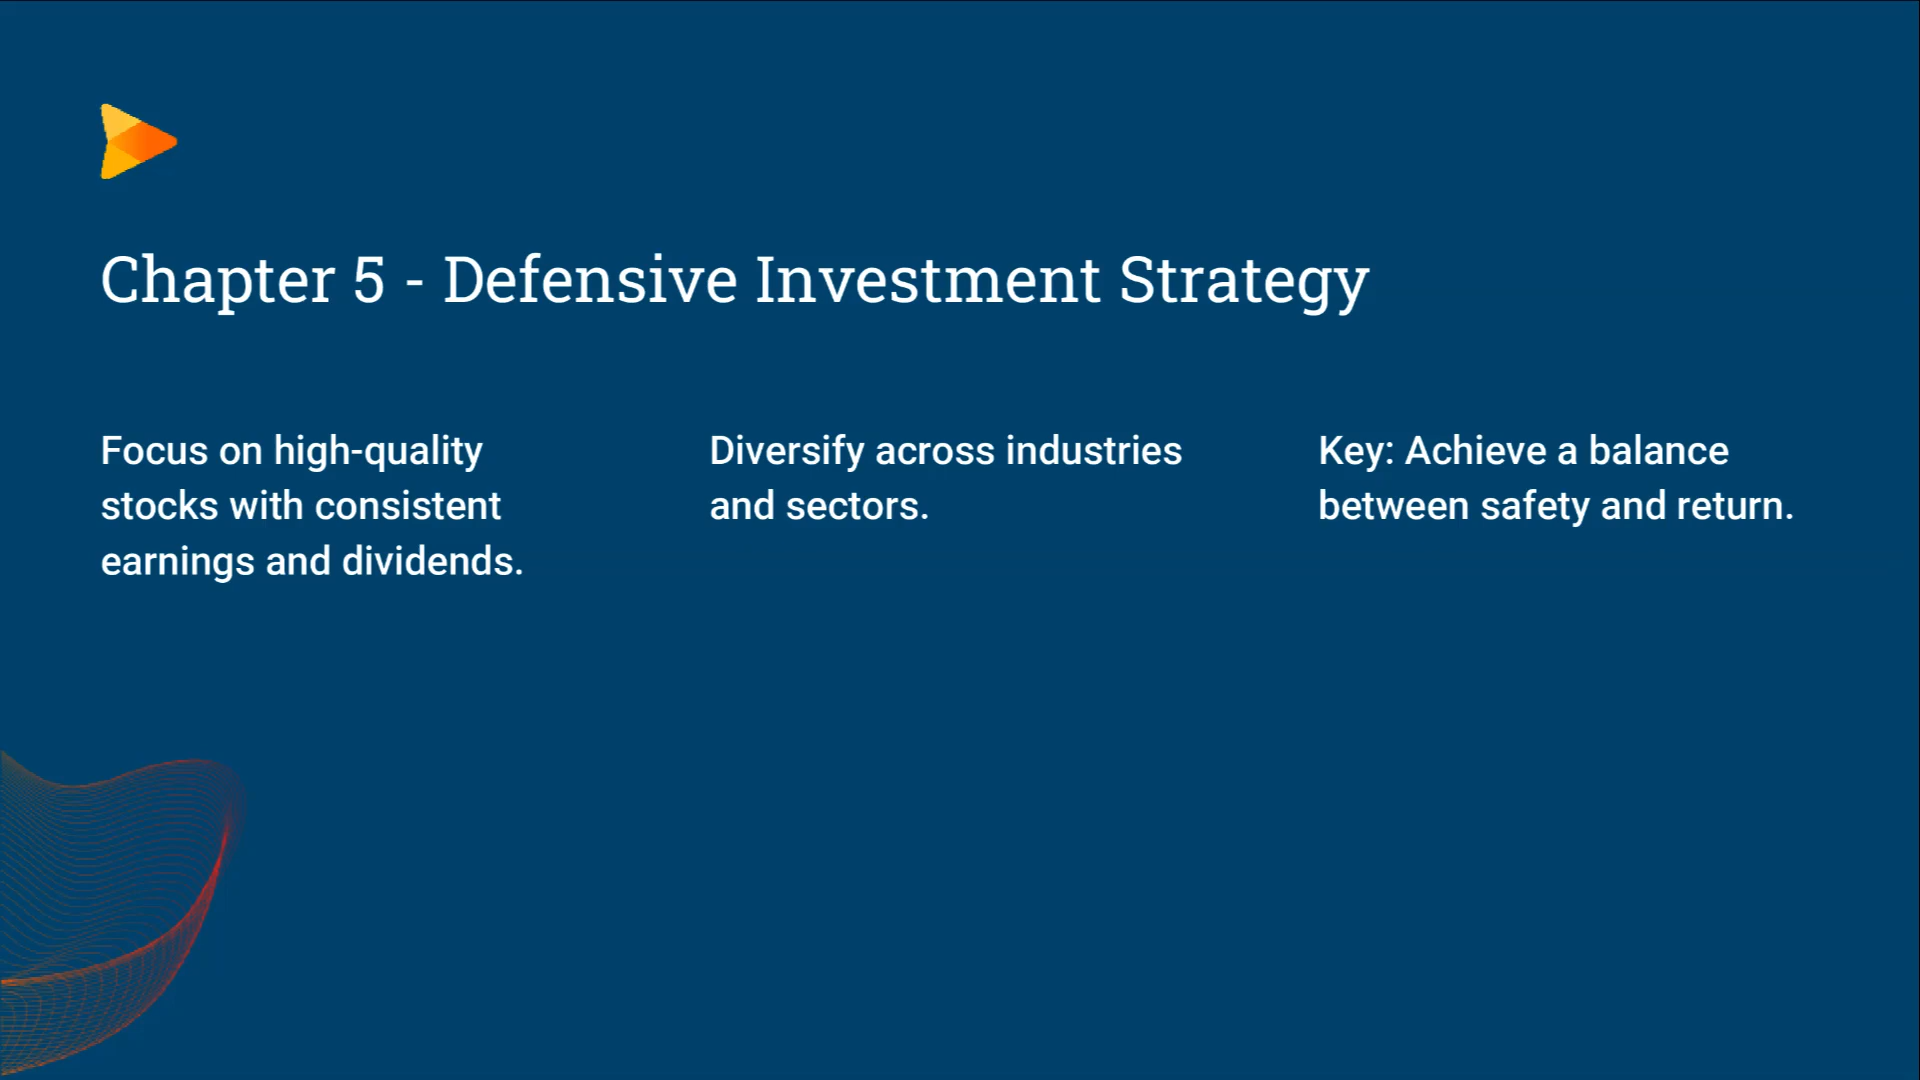 Chapter 5 - Defensive Investment Strategy
Focus on high-quality
stocks with consistent
earnings and dividends.
Diversify across industries
and sectors.
Key: Achieve a balance
between safety and return.